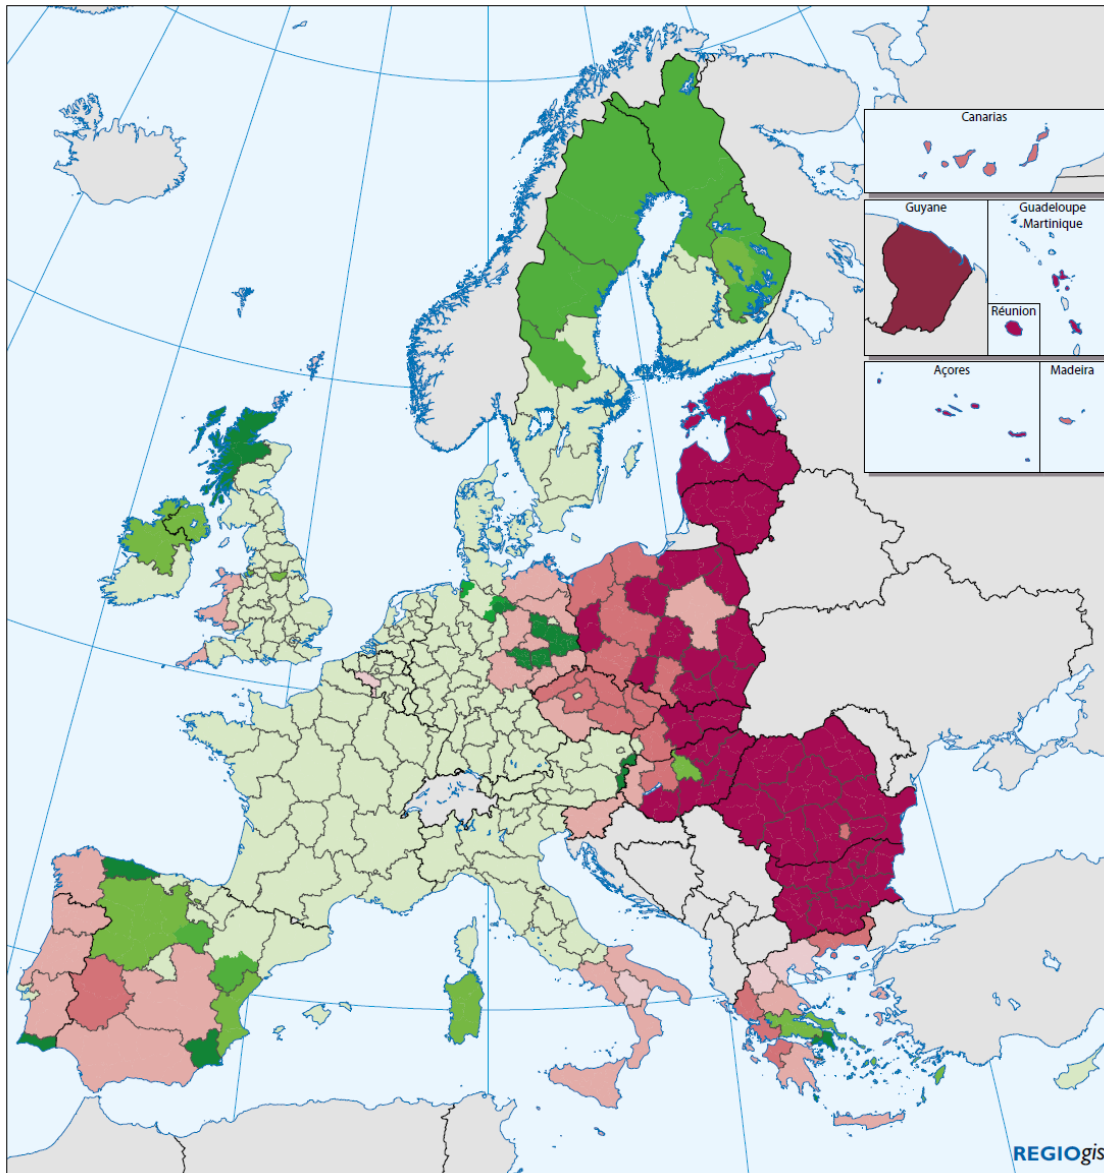 Canarias
Guyane
Guadeloupe
Martinique
Réunion
Açores
Madeira
REGIOgis